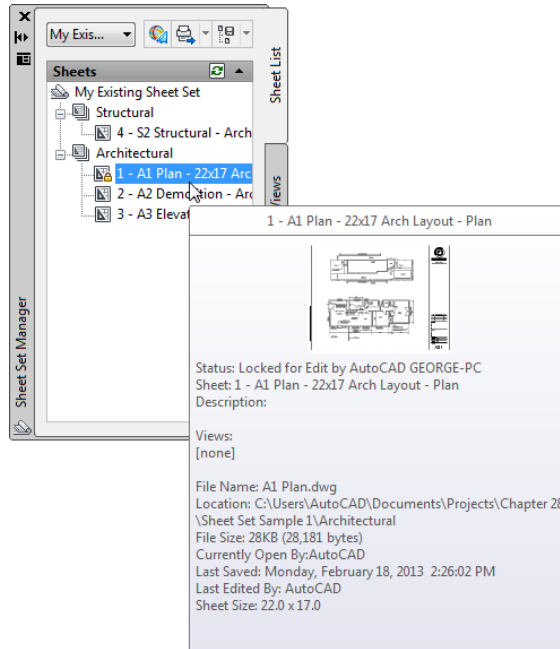 My Exis...
Sheets
My Existing Sheet Set
Structural
4 - S2 Structural - Arch
Architectural
1 - A1 Plan - 22x17 Arc
2 - A2 Demolition - Arc
3 - A3 Elevat
Sheet List
Views
Sheet Set Manager
1 - A1 Plan - 22x17 Arch Layout - Plan
Status: Locked for Edit by AutoCAD GEORGE-PC
Sheet: 1 - A1 Plan - 22x17 Arch Layout - Plan
Description:
Views:
[none]
File Name: A1 Plan.dwg
Location: C:\Users\AutoCAD\Documents\Projects\Chapter 28
\Sheet Set Sample 1\Architectural
File Size: 28KB (28,181 bytes)
Currently Open By:AutoCAD
Last Saved: Monday, February 18, 2013  2:26:02 PM
Last Edited By: AutoCAD
Sheet Size: 22.0 x 17.0